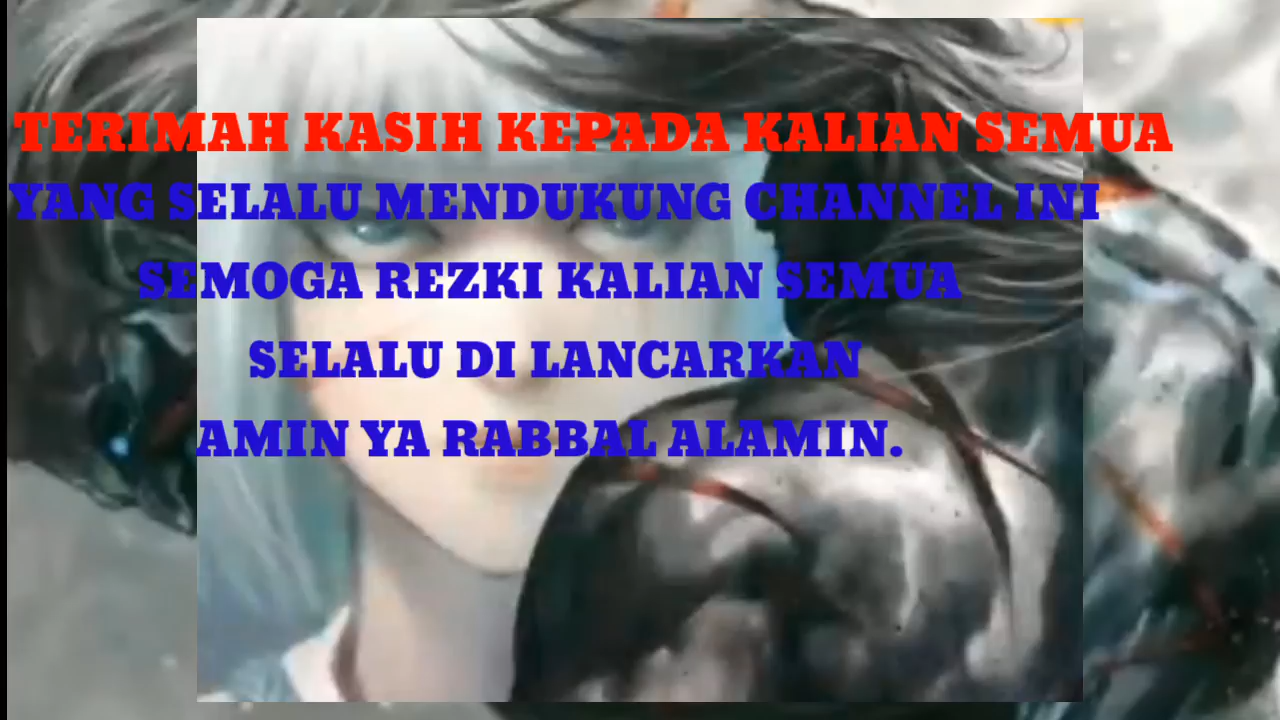 TERIMAH KASIH KEPADA KALIAN SEMUA
YANG SELALU MENDUKUNG CHANNEL INI
SEMOGA REZKI KALIAN SEMUA
SELALU DI LANCARKAN
AMIN YA RABBAL ALAMIN.